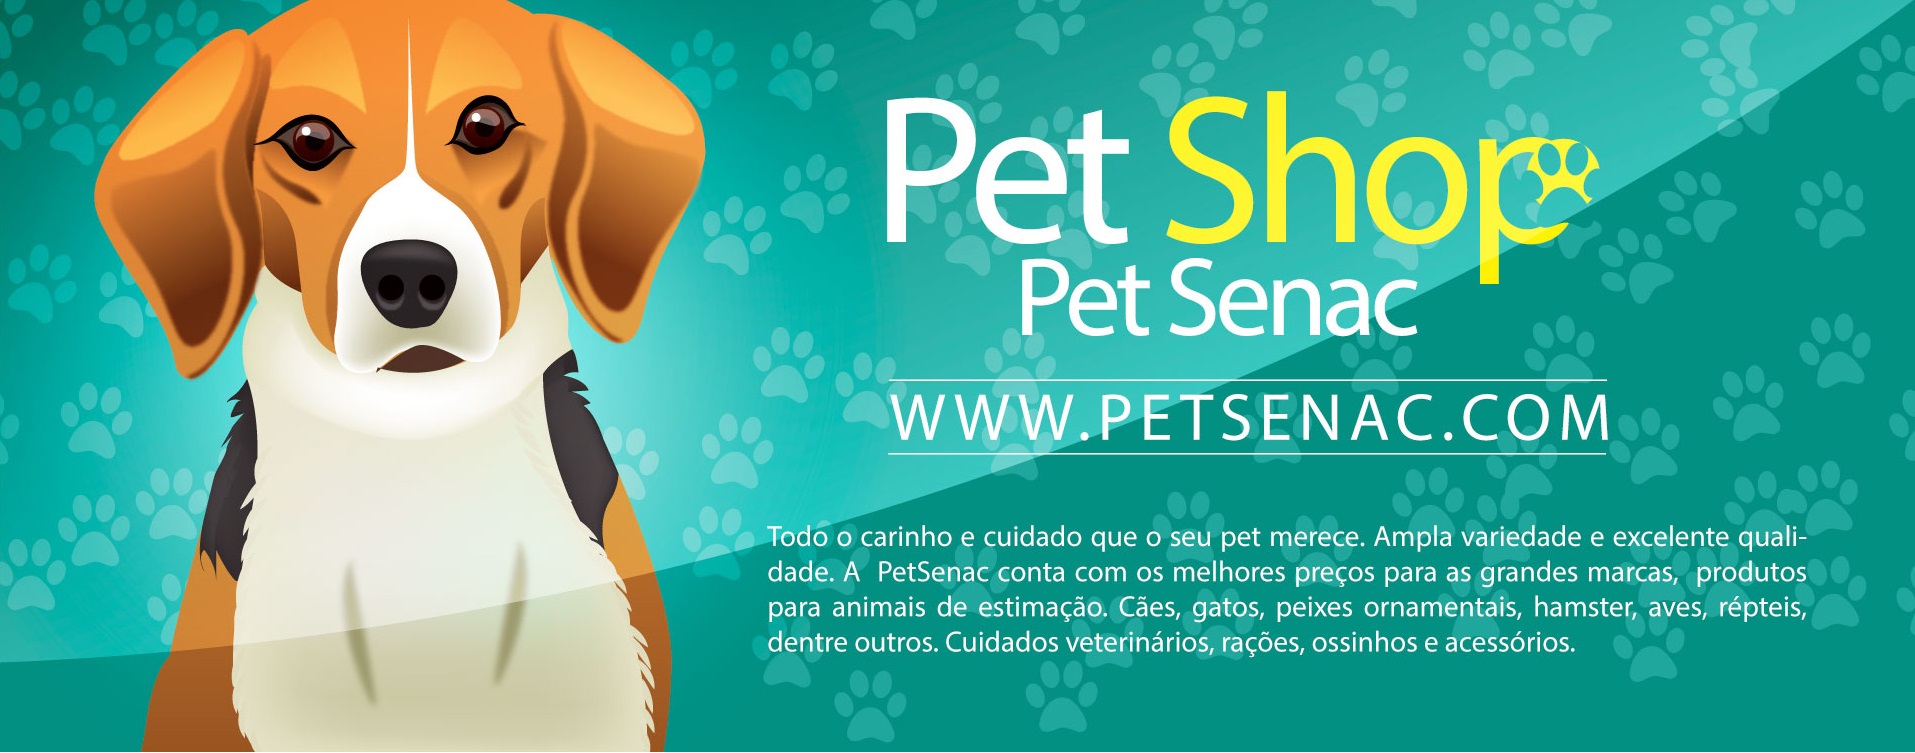 Pet Shop
Pet Senac
WWW.PETSENAC.COM
Todo o carinho e cuidado que o seu pet merece. Ampla variedade e excelente quali-
dade. A PetSenac conta com os melhores preços para as grandes marcas, produtos
para animais de estimação. Cães, gatos, peixes ornamentais, hamster, aves, répteis,
dentre outros. Cuidados veterinários, rações, ossinhos e acessórios.